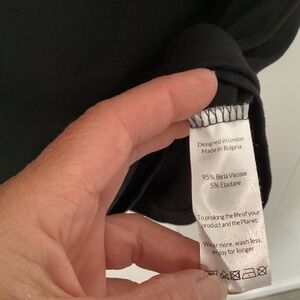 Designed in London
Made in Bulgaria
95% Birla Viscose
5% Elastane
To prolong the life of your
product and the Planet:
Wear more, wash less,
enjoy for longer